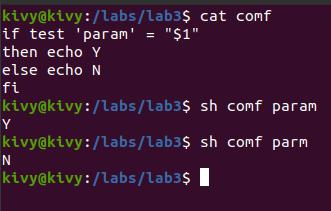 kivy@kivy:/labs/lab3$ cat comf
if test 'param' = "$1"
then echo Y
else echo N
fi
kivy@kivy:/labs/lab3$ sh comf param
Y
kivy@kivy:/labs/lab3$ sh comf parm
N
kivy@kivy:/labs/lab3$